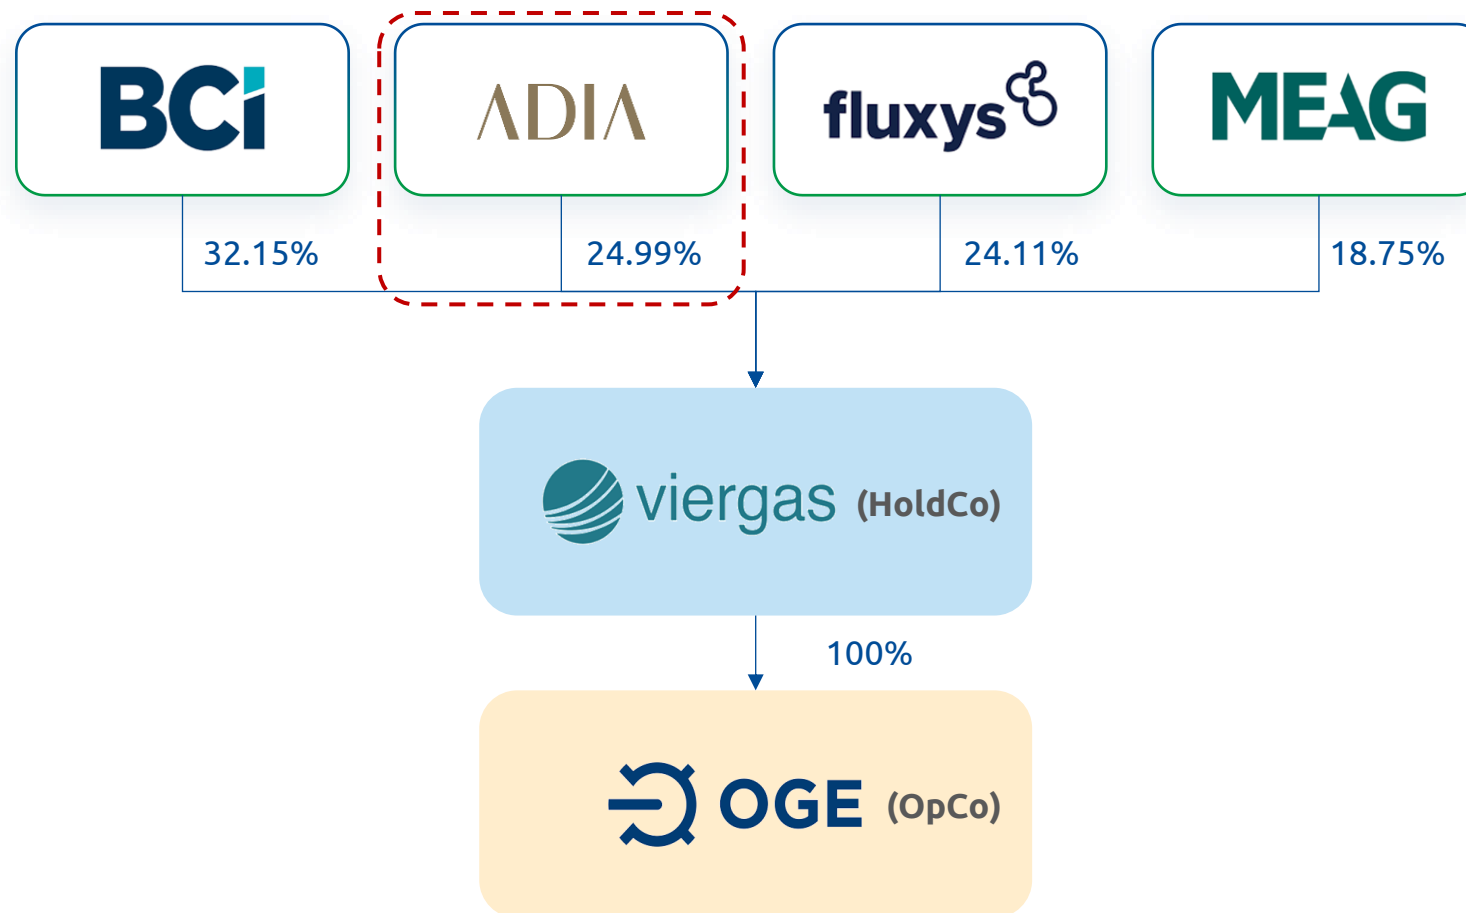 BCi
ADIA
fluxys
MEAG
32.15%
24.99%
24.11%
18.75%
viergas (HoldCo)
100%
OGE (OpCo)